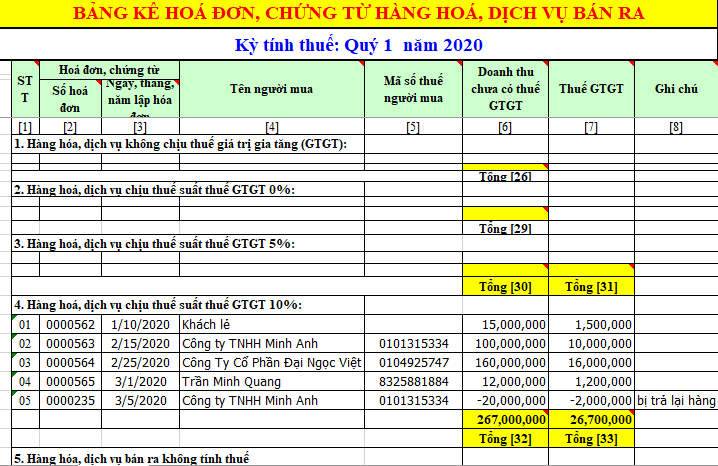 BẢNG KÊ HOÁ ĐƠN, CHỨNG TỪ HÀNG HOÁ, DỊCH VỤ BÁN RA
Kỳ tính thuế: Quý 1 năm 2020
STT Hoá đơn, chứng từ Tên người mua Mã số thuế người mua Doanh thu chưa có thuế GTGT Thuế GTGT Ghi chú
Số hoá đơn Ngày, tháng, năm lập hóa đơn
[1] [2] [3] [4] [5] [6] [7] [8]
1. Hàng hóa, dịch vụ không chịu thuế giá trị gia tăng (GTGT):
Tổng [26]
2. Hàng hoá, dịch vụ chịu thuế suất thuế GTGT 0%:
Tổng [29]
3. Hàng hoá, dịch vụ chịu thuế suất thuế GTGT 5%:
Tổng [30] Tổng [31]
4. Hàng hoá, dịch vụ chịu thuế suất thuế GTGT 10%:
01 0000562 1/10/2020 Khách lẻ 15,000,000 1,500,000
02 0000563 2/15/2020 Công ty TNHH Minh Anh 0101315334 100,000,000 10,000,000
03 0000564 2/25/2020 Công Ty Cổ Phần Đại Ngọc Việt 0104925747 160,000,000 16,000,000
04 0000565 3/1/2020 Trần Minh Quang 8325881884 12,000,000 1,200,000
05 0000235 3/5/2020 Công ty TNHH Minh Anh 0101315334 -20,000,000 -2,000,000 bị trả lại hàng
267,000,000 26,700,000
Tổng [32] Tổng [33]
5. Hàng hóa, dịch vụ bán ra không tính thuế